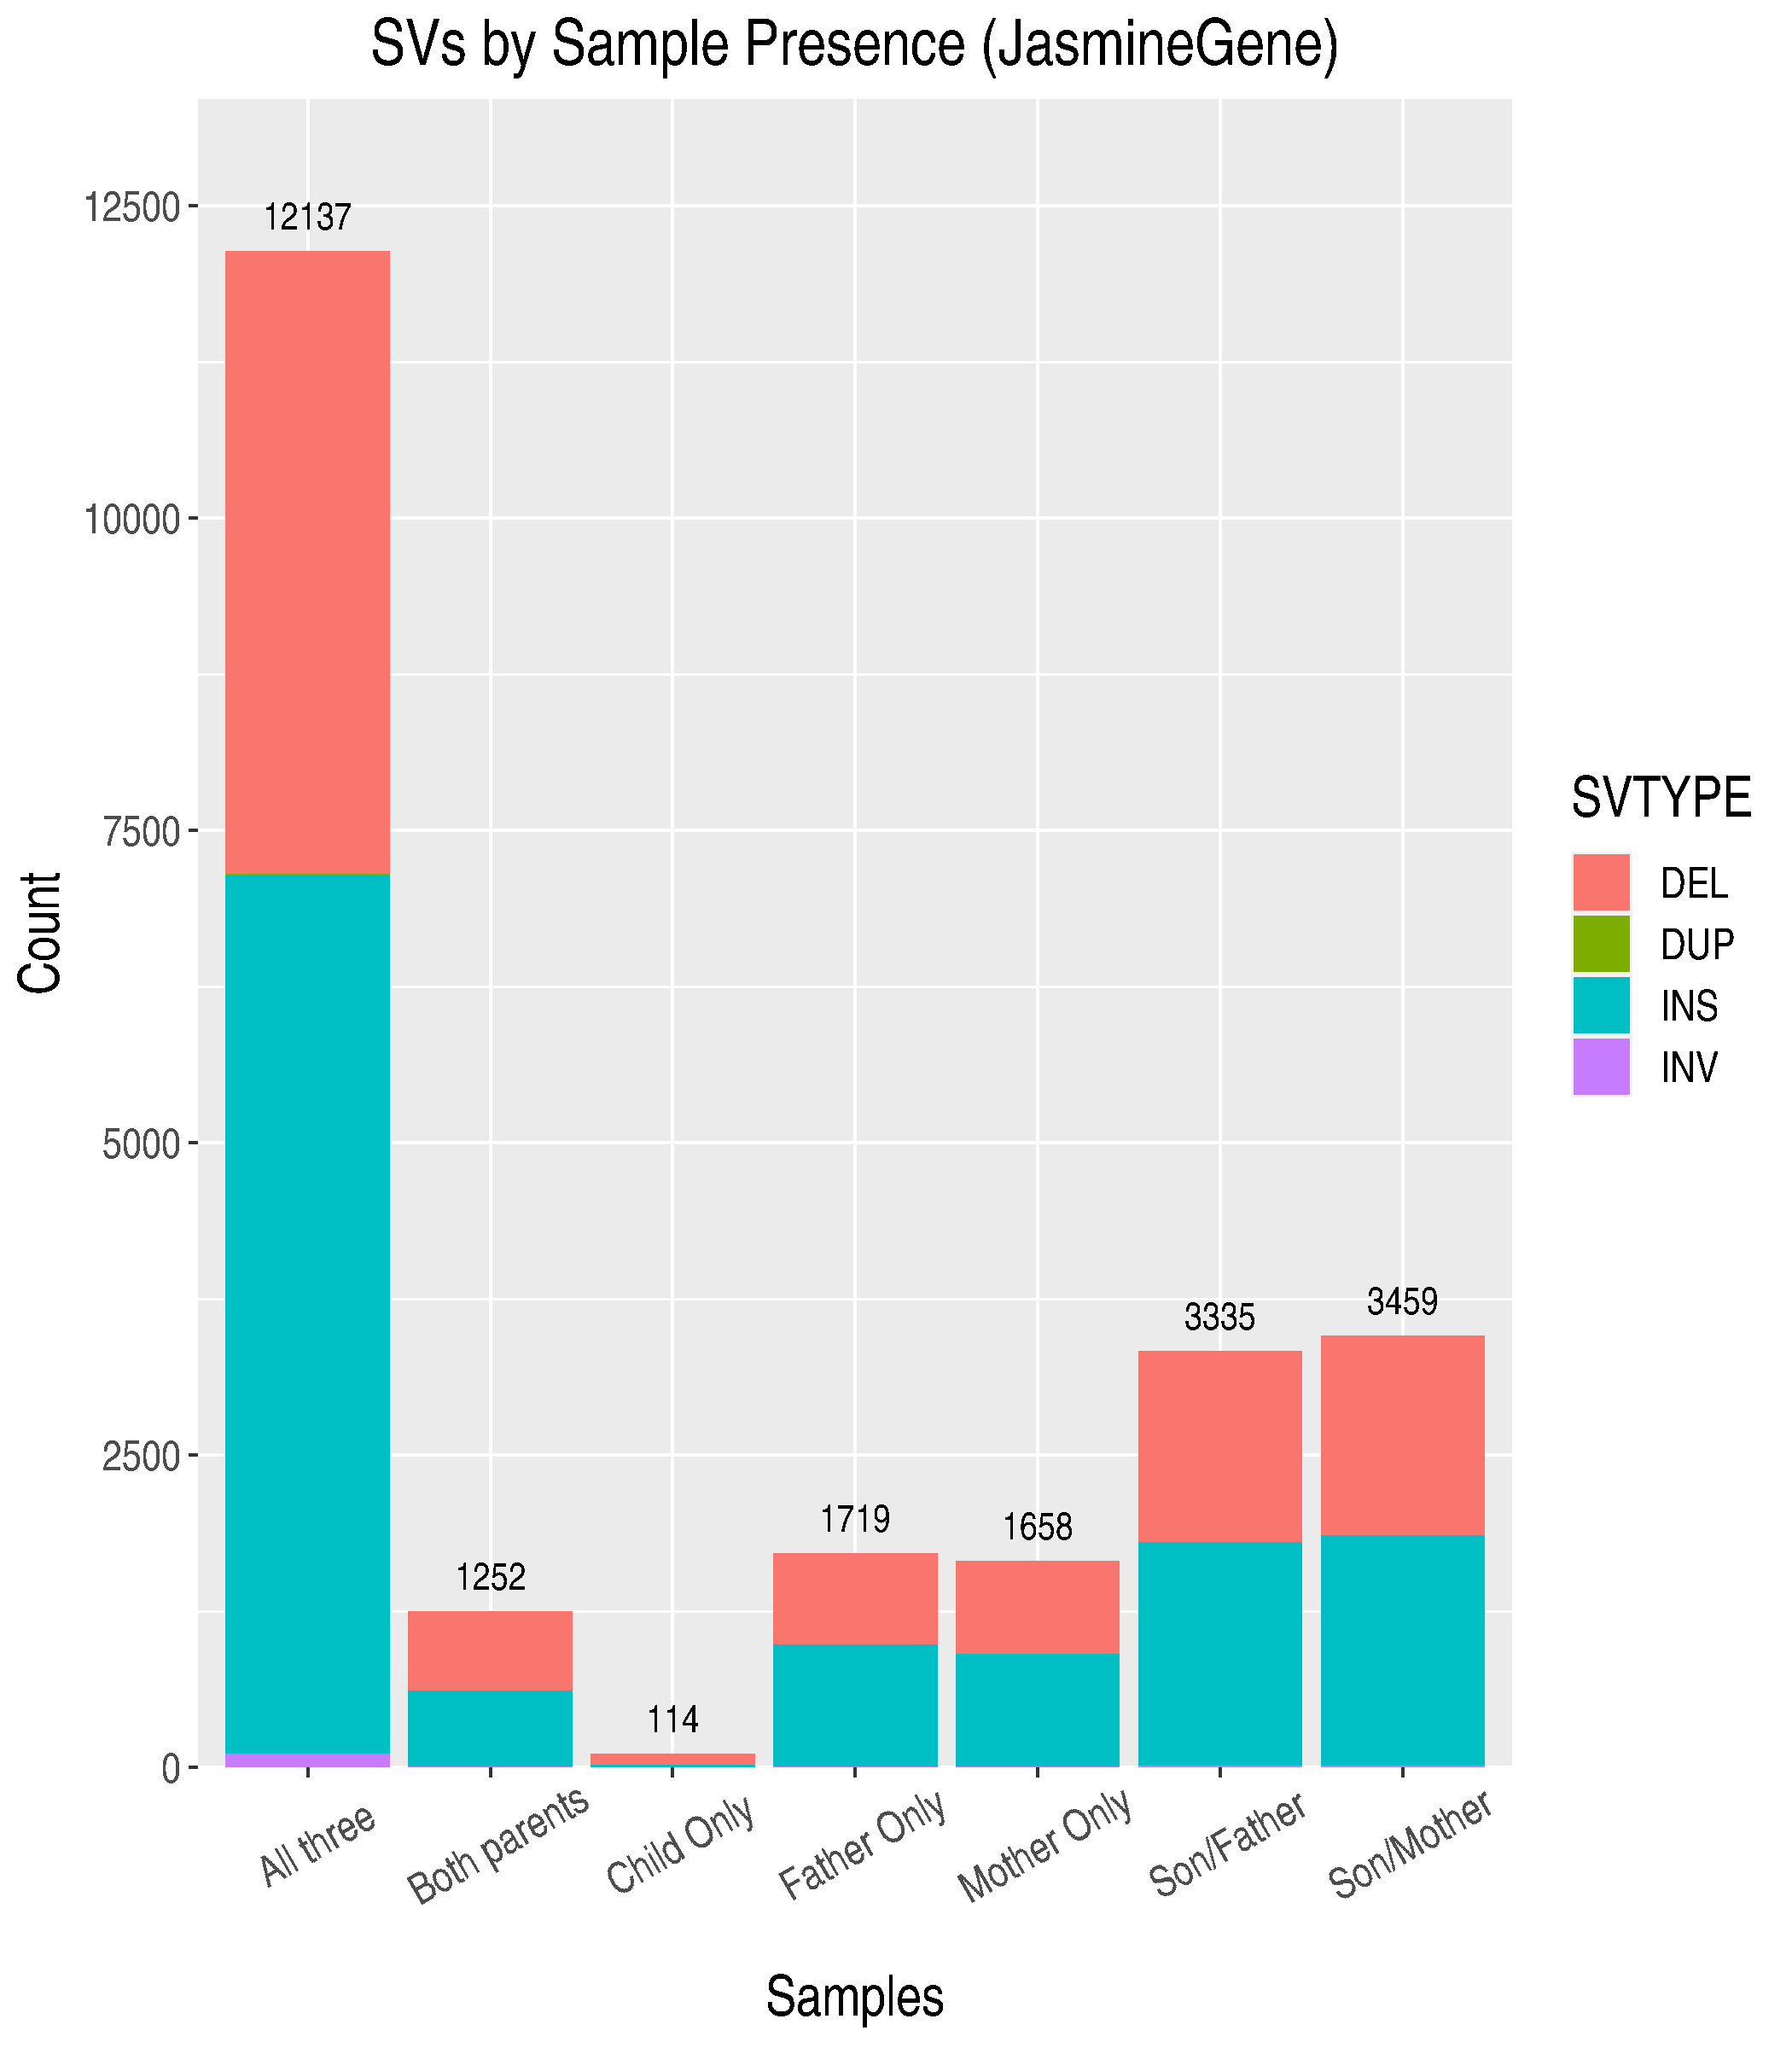 SVs by Sample Presence (JasmineGene)
12500
10000
7500
5000
2500
0
Count
12137
1252
114
1719
1658
3335
3459
All three
Both parents
Child Only
Father Only
Mother Only
Son/Father
Son/Mother
Samples
SVTYPE
DEL
DUP
INS
INV